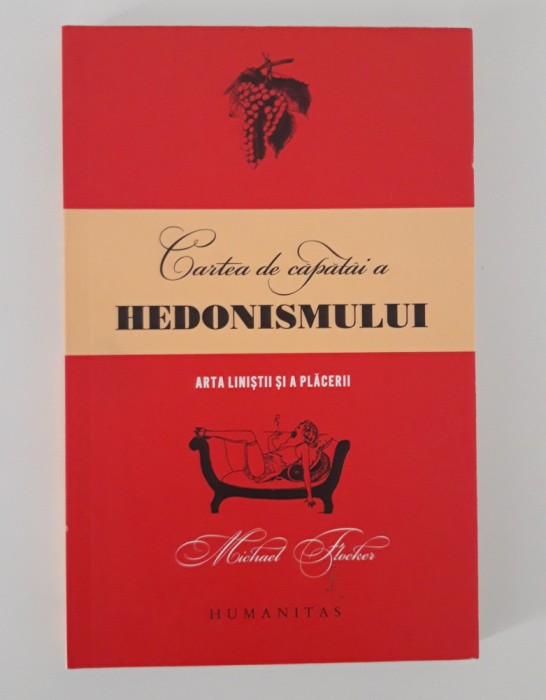 Cartea de căpătâi a
HEDONISMULUI
ARTA LINIȘTII ȘI A PLĂCERII
Michael Flocker
HUMANITAS